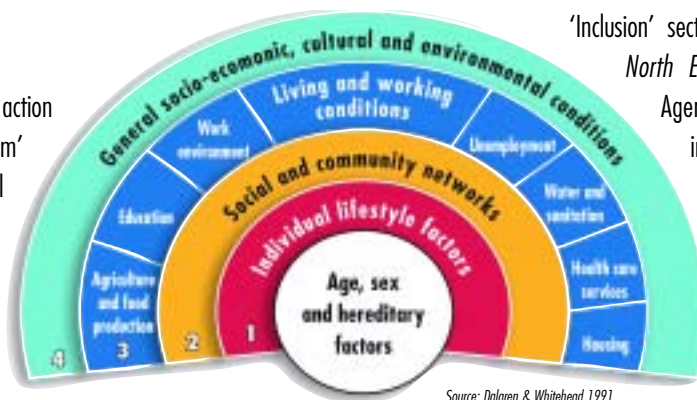 'Inclusion' sect
North E
Agen
in
action
m'
l
General socio-ecomonic, cultural and environmental conditions
Living and working
conditions
Work
environment
Unemployment
Education
Water and
sanitation
Agriculture
and food
production
Health care
services
Housing
Social and community networks
Individual lifestyle factors
Age, sex
and hereditary
factors
4
3
2
1
Source: Dalgren & Whitehead 1991